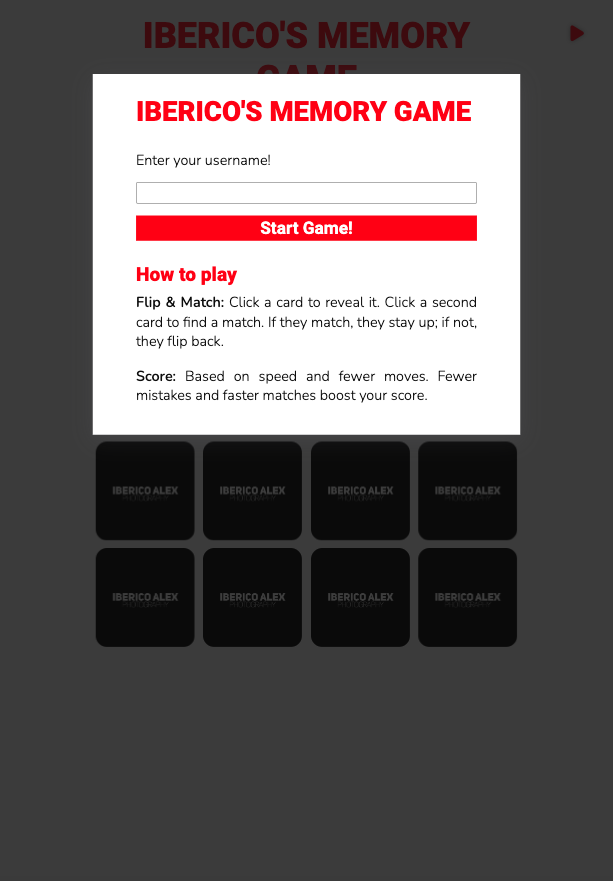 IBERICO'S MEMORY
GAME
IBERICO'S MEMORY GAME
Enter your username!
Start Game!
How to play
Flip & Match: Click a card to reveal it. Click a second
card to find a match. If they match, they stay up; if not,
they flip back.
Score: Based on speed and fewer moves. Fewer
mistakes and faster matches boost your score.
IBERICO ALEX IBERICO ALEX IBERICO ALEX IBERICO ALEX
PHOTOGRAPHY PHOTOGRAPHY PHOTOGRAPHY PHOTOGRAPHY
IBERICO ALEX IBERICO ALEX IBERICO ALEX IBERICO ALEX
PHOTOGRAPHY PHOTOGRAPHY PHOTOGRAPHY PHOTOGRAPHY